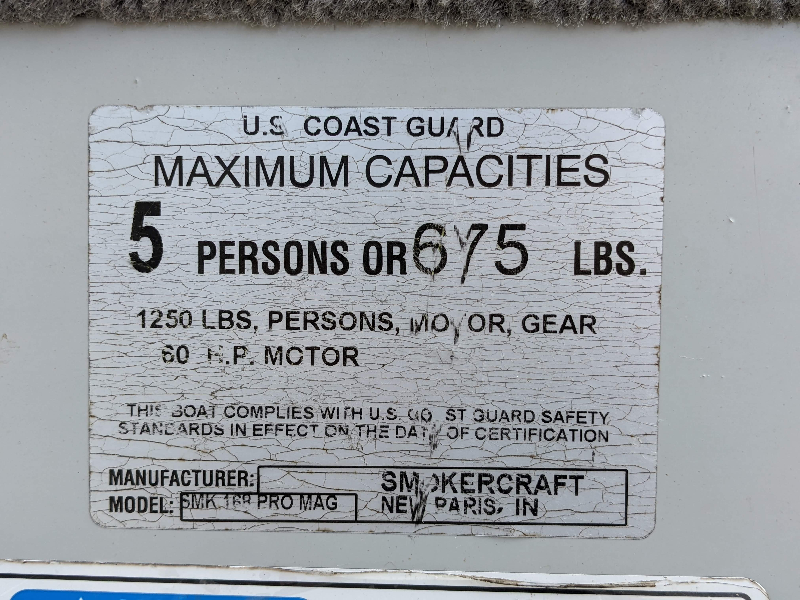 U.S. COAST GUARD
MAXIMUM CAPACITIES
5 PERSONS OR 675 LBS.
1250 LBS, PERSONS, MOTOR, GEAR
60 H.P. MOTOR
THIS BOAT COMPLIES WITH U.S. COAST GUARD SAFETY
STANDARDS IN EFFECT ON THE DATE OF CERTIFICATION
MANUFACTURER: SMOKERCRAFT
MODEL: SMK 168 PRO MAG NEW PARIS, IN